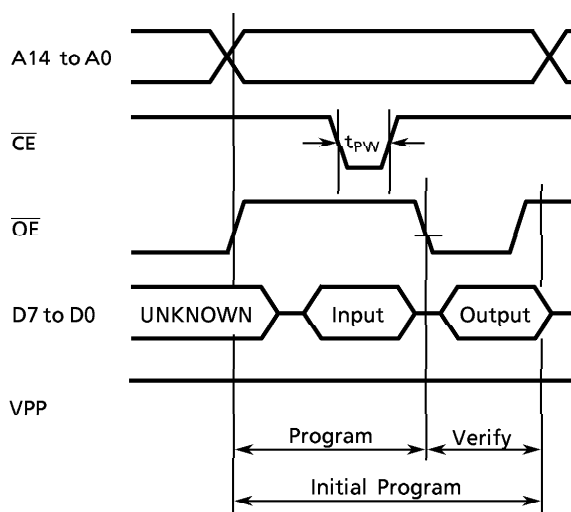 A14 to A0
CE
tPW
OE
D7 to D0
UNKNOWN
Input
Output
VPP
Program
Verify
Initial Program